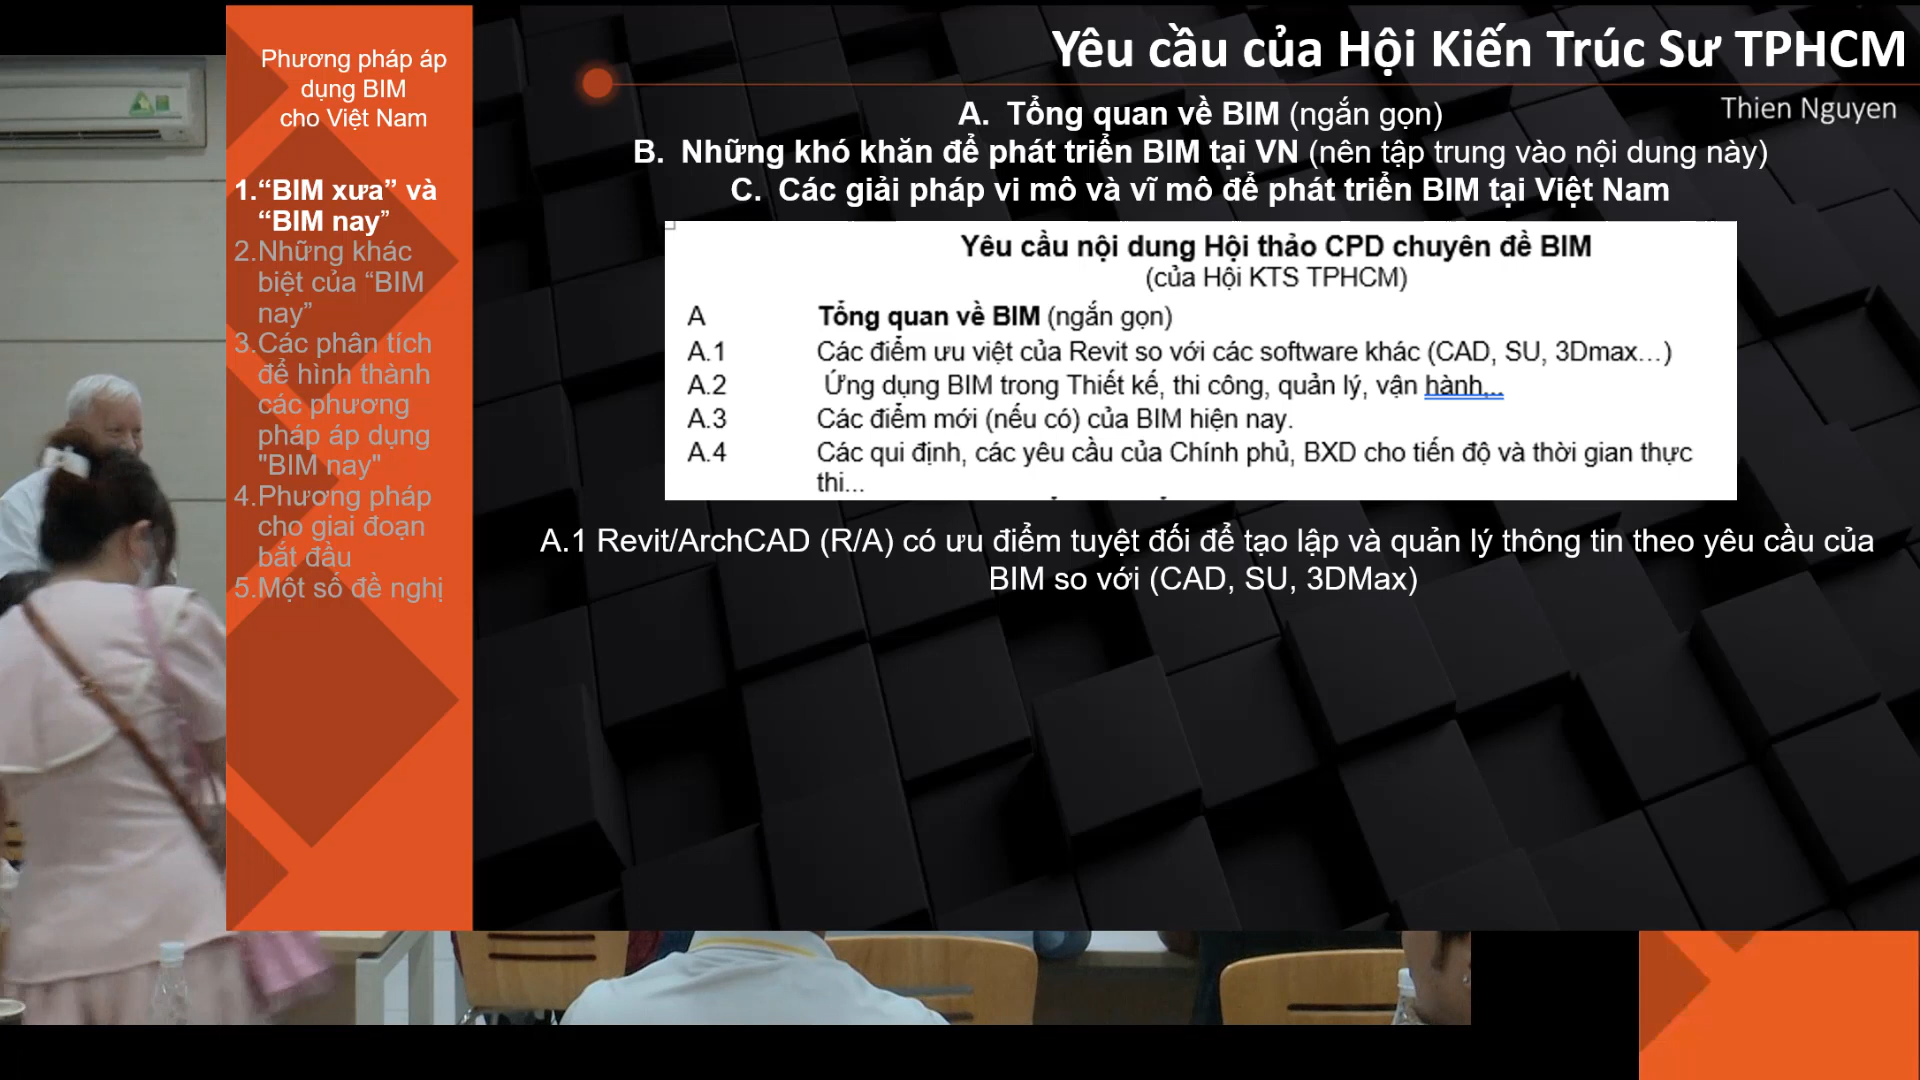 Phương pháp áp
dụng BIM
cho Việt Nam
1.“BIM xưa” và
“BIM nay”
2.Những khác
biệt của “BIM
nay”
3.Các phân tích
để hình thành
các phương
pháp áp dụng
"BIM nay"
4.Phương pháp
cho giai đoạn
bắt đầu
5.Một số đề nghị
Yêu cầu của Hội Kiến Trúc Sư TPHCM
Thien Nguyen
A. Tổng quan về BIM (ngắn gọn)
B. Những khó khăn để phát triển BIM tại VN (nên tập trung vào nội dung này)
C. Các giải pháp vi mô và vĩ mô để phát triển BIM tại Việt Nam
Yêu cầu nội dung Hội thảo CPD chuyên đề BIM
(của Hội KTS TPHCM)
A Tổng quan về BIM (ngắn gọn)
A.1 Các điểm ưu việt của Revit so với các software khác (CAD, SU, 3Dmax…)
A.2 Ứng dụng BIM trong Thiết kế, thi công, quản lý, vận hành,..
A.3 Các điểm mới (nếu có) của BIM hiện nay.
A.4 Các qui định, các yêu cầu của Chính phủ, BXD cho tiến độ và thời gian thực
thi...
A.1 Revit/ArchCAD (R/A) có ưu điểm tuyệt đối để tạo lập và quản lý thông tin theo yêu cầu của
BIM so với (CAD, SU, 3DMax)